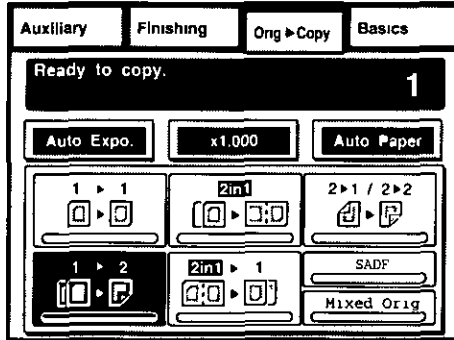 Auxiliary Finishing Orig ▶ Copy Basics
Ready to copy.
1
Auto Expo. x1.000 Auto Paper
1 ▶ 1 2in1 2▶1 / 2▶2
1 ▶ 2 2in1 ▶ 1 SADF
Mixed Orig